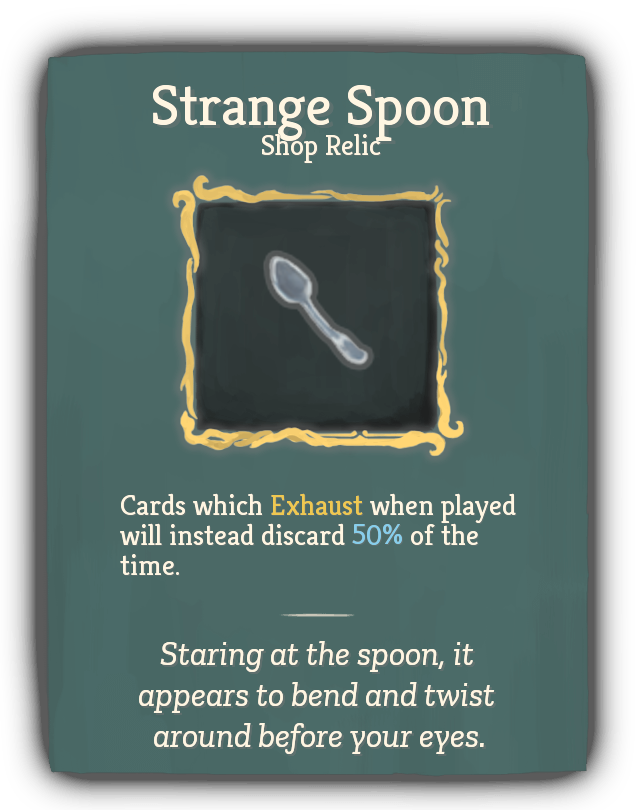 Strange Spoon
Shop Relic
Cards which Exhaust when played
will instead discard 50% of the
time.
Staring at the spoon, it
appears to bend and twist
around before your eyes.